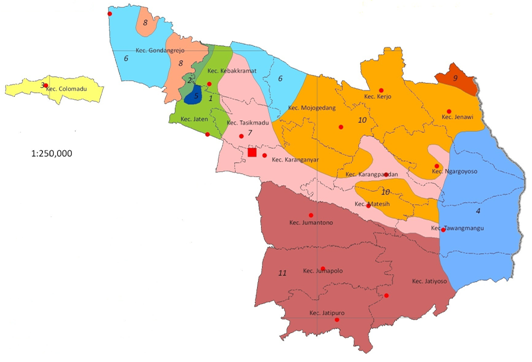 8
Kec. Gondangrejo
6
8
6
9
2
Kec. Kebakkramat
3
Kec. Colomadu
1
Kec. Mojogedang
Kec. Kerjo
Kec. Jaten
Kec. Tasikmadu
10
Kec. Jenawi
7
1:250,000
Kec. Karanganyar
Kec. Karangpandan
Kec. Ngargoyoso
10
Kec. Matesih
4
Kec. Jumantono
Kec. Tawangmangu
11
Kec. Jumapolo
Kec. Jatiyoso
Kec. Jatipuro